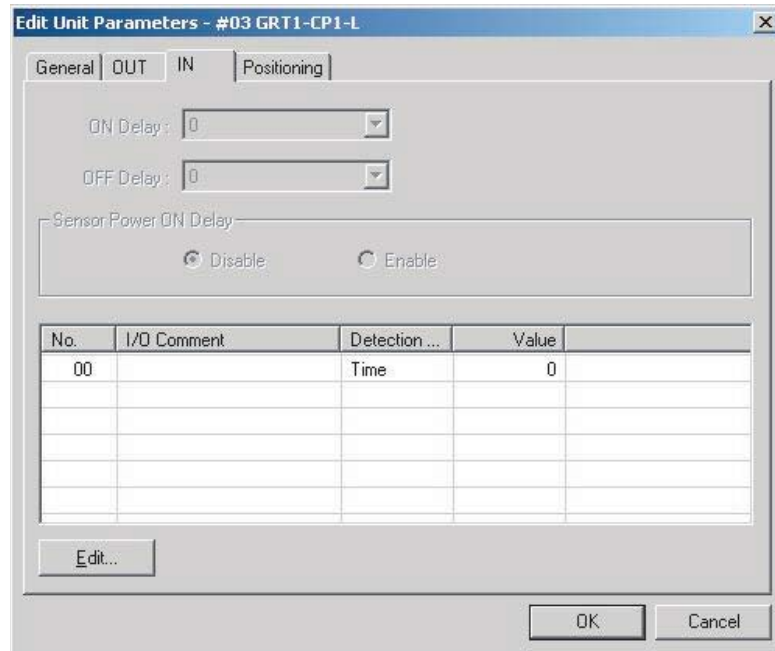 Edit Unit Parameters - #03 GRT1-CP1-L
General OUT IN Positioning
ON Delay : 0
OFF Delay : 0
Sensor Power ON Delay
Disable Enable
No. I/O Comment Detection ... Value
00 Time 0
Edit...
OK Cancel